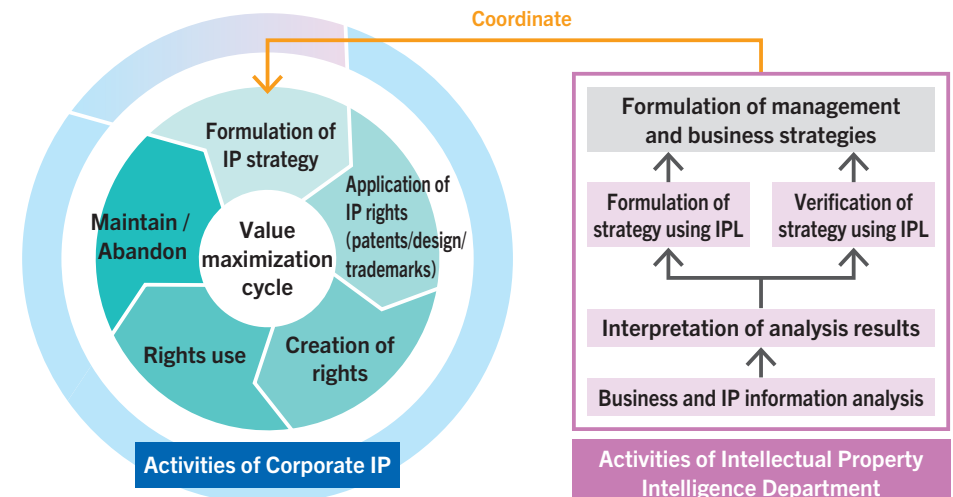 Coordinate
Formulation of
IP strategy
Application of
IP rights
(patents/design/
trademarks)
Creation of
rights
Rights use
Maintain /
Abandon
Value
maximization
cycle
Activities of Corporate IP
Formulation of management
and business strategies
Formulation of
strategy using IPL
Verification of
strategy using IPL
Interpretation of analysis results
Business and IP information analysis
Activities of Intellectual Property
Intelligence Department